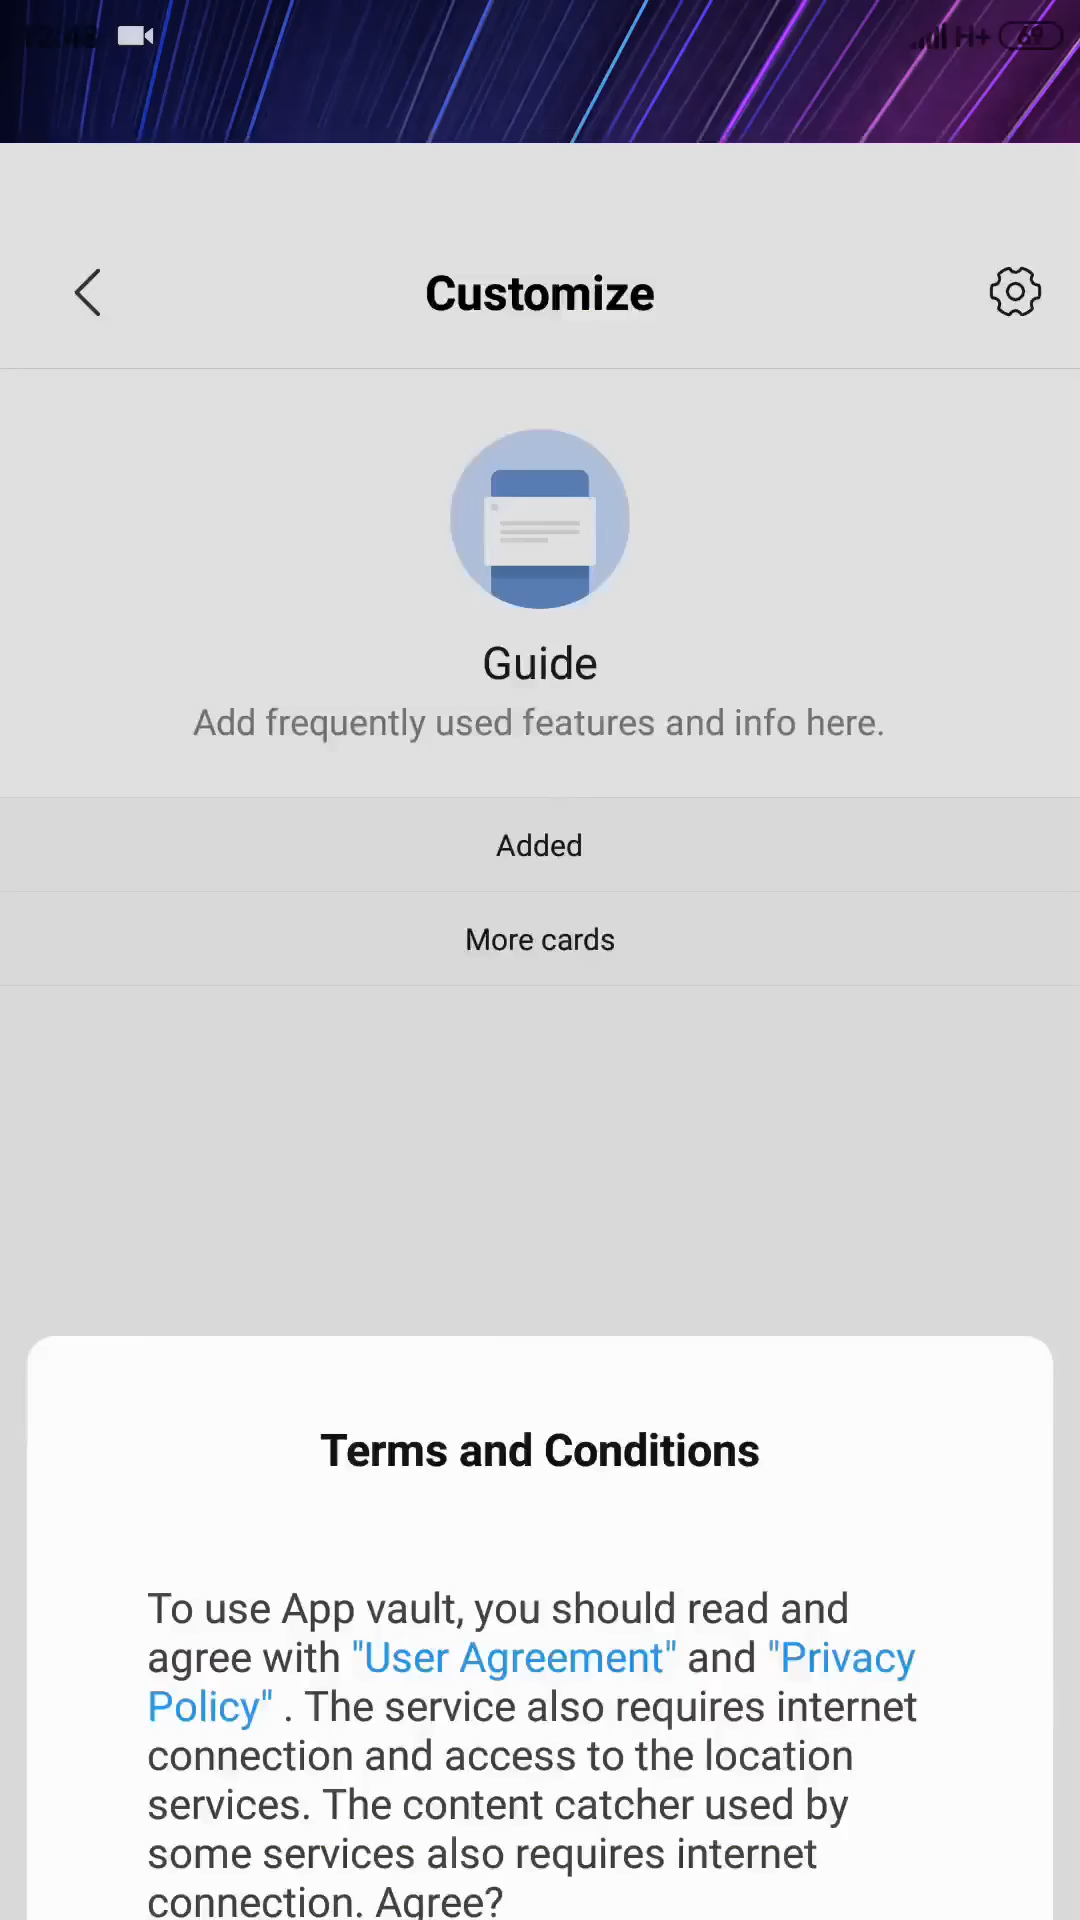 H+ 69
Customize
Guide
Add frequently used features and info here.
Added
More cards
Terms and Conditions
To use App vault, you should read and
agree with "User Agreement" and "Privacy
Policy" . The service also requires internet
connection and access to the location
services. The content catcher used by
some services also requires internet
connection. Agree?